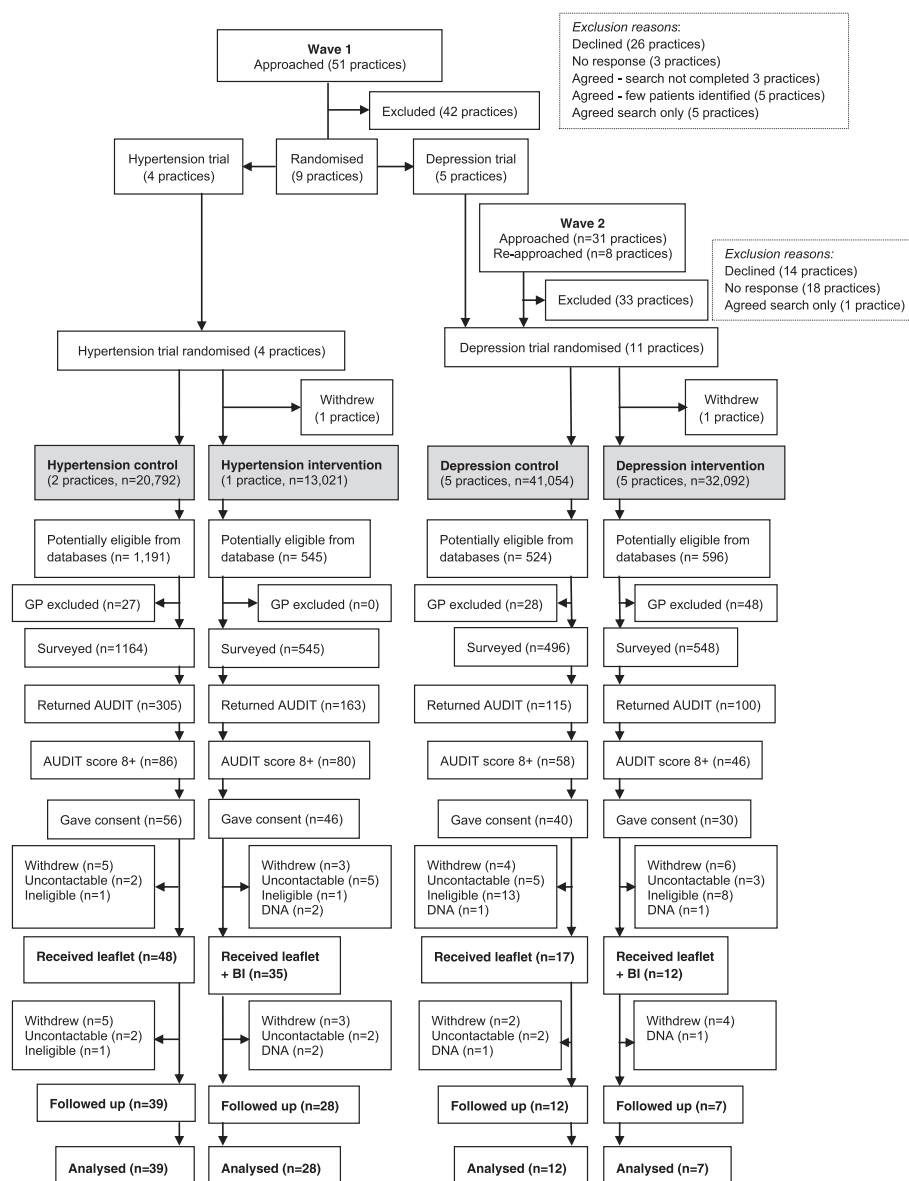 Exclusion reasons:
Declined (26 practices)
No response (3 practices)
Agreed - search not completed 3 practices)
Agreed - few patients identified (5 practices)
Agreed search only (5 practices)
Wave 1
Approached (51 practices)
Excluded (42 practices)
Hypertension trial
(4 practices)
Randomised
(9 practices)
Depression trial
(5 practices)
Wave 2
Approached (n=31 practices)
Re-approached (n=8 practices)
Exclusion reasons:
Declined (14 practices)
No response (18 practices)
Agreed search only (1 practice)
Excluded (33 practices)
Hypertension trial randomised (4 practices)
Depression trial randomised (11 practices)
Withdrew
(1 practice)
Withdrew
(1 practice)
Hypertension control
(2 practices, n=20,792)
Hypertension intervention
(1 practice, n=13,021)
Depression control
(5 practices, n=41,054)
Depression intervention
(5 practices, n=32,092)
Potentially eligible from
databases (n= 1,191)
Potentially eligible from
database (n= 545)
Potentially eligible from
databases (n=524)
Potentially eligible from
databases (n= 596)
GP excluded (n=27)
GP excluded (n=0)
GP excluded (n=28)
GP excluded (n=48)
Surveyed (n=1164)
Surveyed (n=545)
Surveyed (n=496)
Surveyed (n=548)
Returned AUDIT (n=305)
Returned AUDIT (n=163)
Returned AUDIT (n=115)
Returned AUDIT (n=100)
AUDIT score 8+ (n=86)
AUDIT score 8+ (n=80)
AUDIT score 8+ (n=58)
AUDIT score 8+ (n=46)
Gave consent (n=56)
Gave consent (n=46)
Gave consent (n=40)
Gave consent (n=30)
Withdrew (n=5)
Uncontactable (n=2)
Ineligible (n=1)
Withdrew (n=3)
Uncontactable (n=5)
Ineligible (n=1)
DNA (n=2)
Withdrew (n=4)
Uncontactable (n=5)
Ineligible (n=13)
DNA (n=1)
Withdrew (n=6)
Uncontactable (n=3)
Ineligible (n=8)
DNA (n=1)
Received leaflet (n=48)
Received leaflet
+ BI (n=35)
Received leaflet (n=17)
Received leaflet
+ BI (n=12)
Withdrew (n=5)
Uncontactable (n=2)
Ineligible (n=1)
Withdrew (n=3)
Uncontactable (n=2)
DNA (n=2)
Withdrew (n=2)
Uncontactable (n=2)
DNA (n=1)
Withdrew (n=4)
DNA (n=1)
Followed up (n=39)
Followed up (n=28)
Followed up (n=12)
Followed up (n=7)
Analysed (n=39)
Analysed (n=28)
Analysed (n=12)
Analysed (n=7)